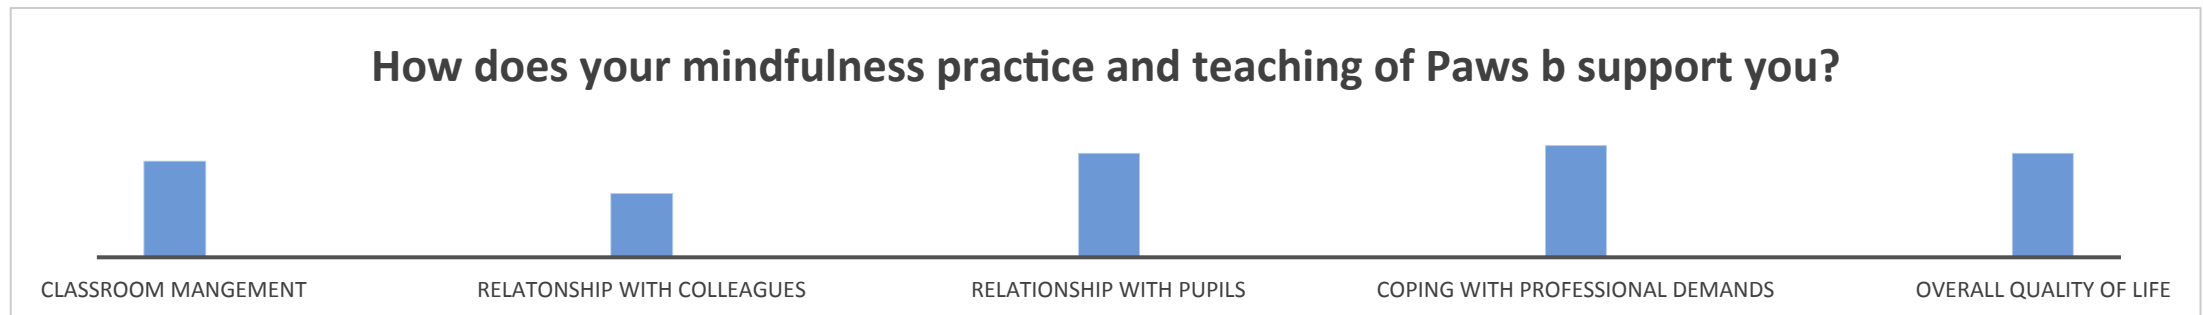 How does your mindfulness practice and teaching of Paws b support you?
CLASSROOM MANGEMENT RELATONSHIP WITH COLLEAGUES RELATIONSHIP WITH PUPILS COPING WITH PROFESSIONAL DEMANDS OVERALL QUALITY OF LIFE